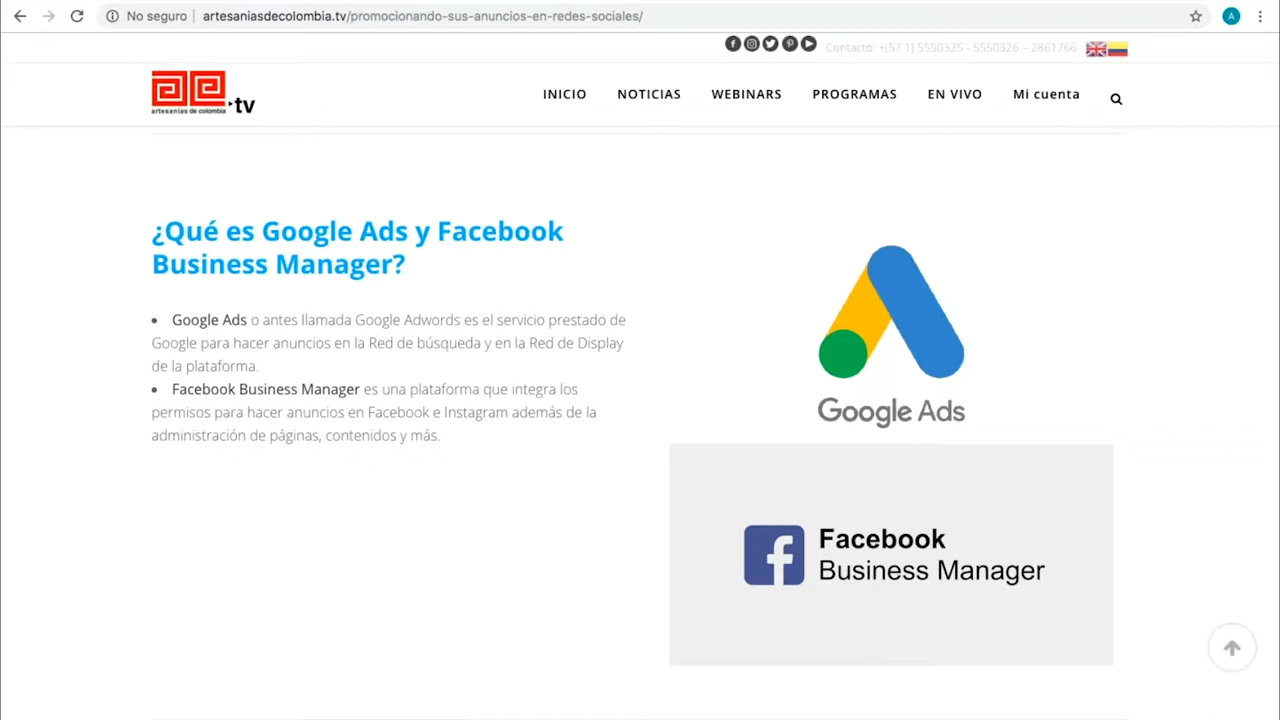 No seguro
artesaniasdecolombia.tv/promocionando-sus-anuncios-en-redes-sociales/
A
Contacto: +(57 1) 5550325 - 5550326 – 2861766
artesanías de colombia
tv
INICIO
NOTICIAS
WEBINARS
PROGRAMAS
EN VIVO
Mi cuenta
¿Qué es Google Ads y Facebook
Business Manager?
Google Ads o antes llamada Google Adwords es el servicio prestado de
Google para hacer anuncios en la Red de búsqueda y en la Red de Display
de la plataforma.
Facebook Business Manager es una plataforma que integra los
permisos para hacer anuncios en Facebook e Instagram además de la
administración de páginas, contenidos y más.
Google Ads
Facebook
Business Manager